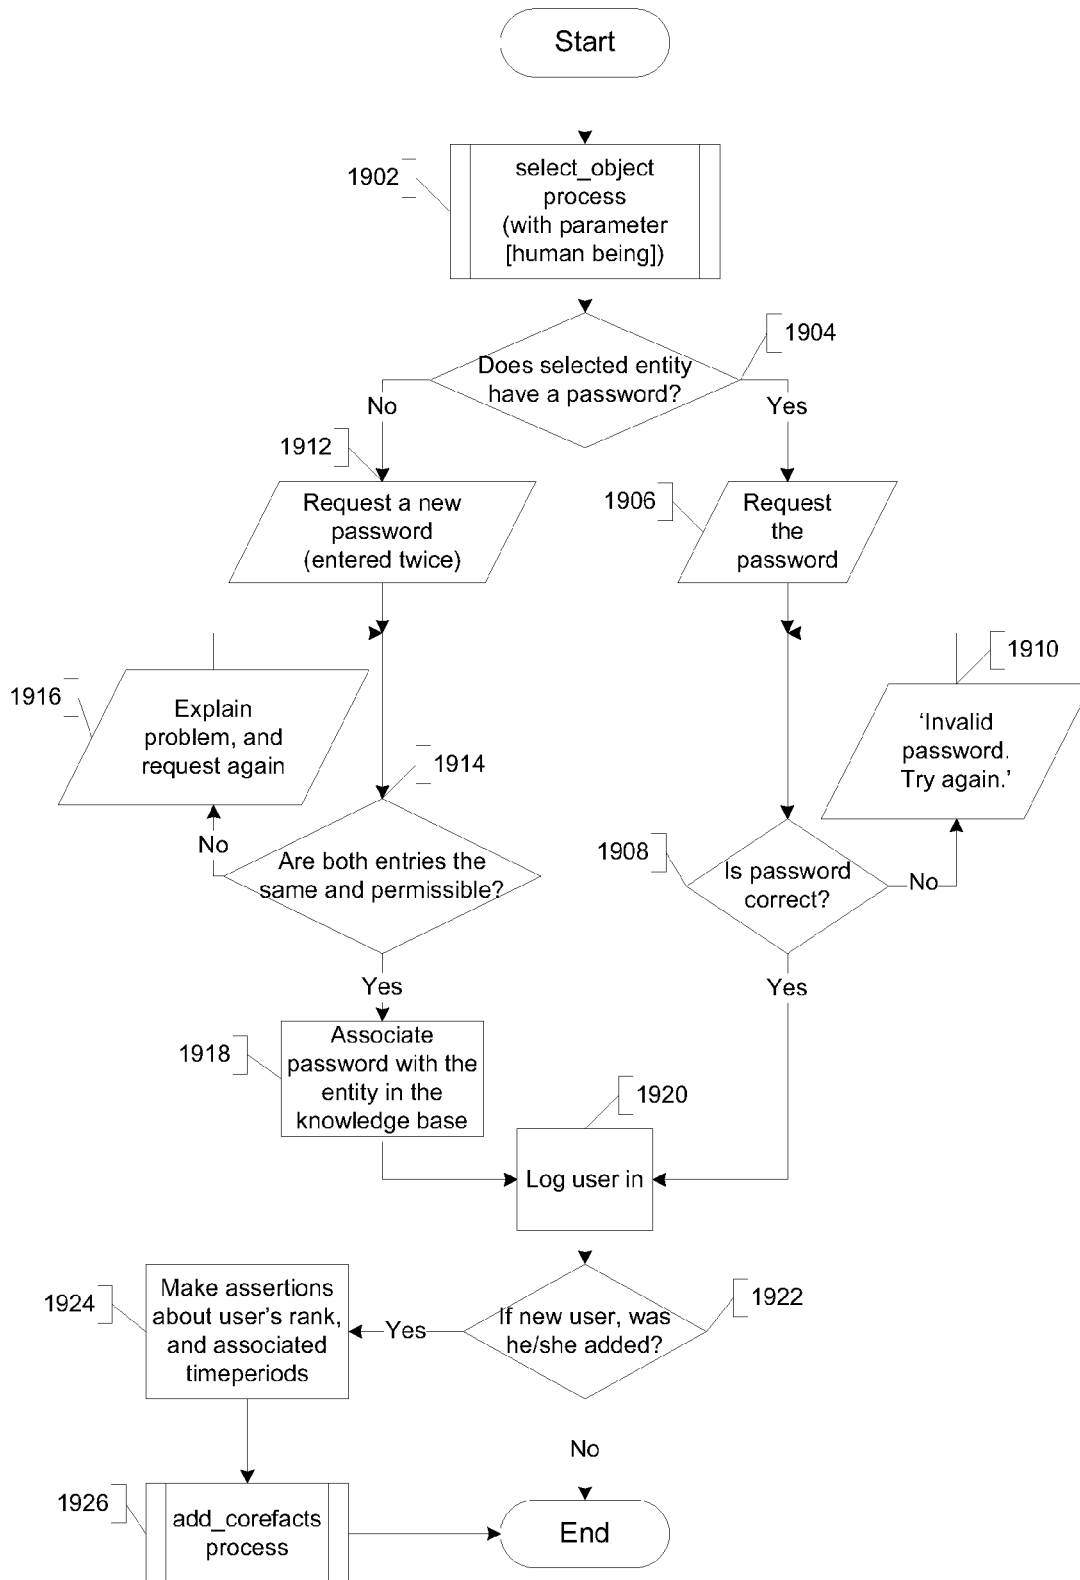 Start
1902
select_object
process
(with parameter
[human being])
1904
Does selected entity
have a password?
No
Yes
1912
Request a new
password
(entered twice)
1906
Request
the
password
1916
Explain
problem, and
request again
1910
‘Invalid
password.
Try again.’
1914
No
Are both entries the
same and permissible?
1908
Is password
correct?
No
Yes
Yes
1918
Associate
password with the
entity in the
knowledge base
1920
Log user in
1924
Make assertions
about user’s rank,
and associated
timeperiods
Yes
If new user, was
he/she added?
1922
No
1926
add_corefacts
process
End